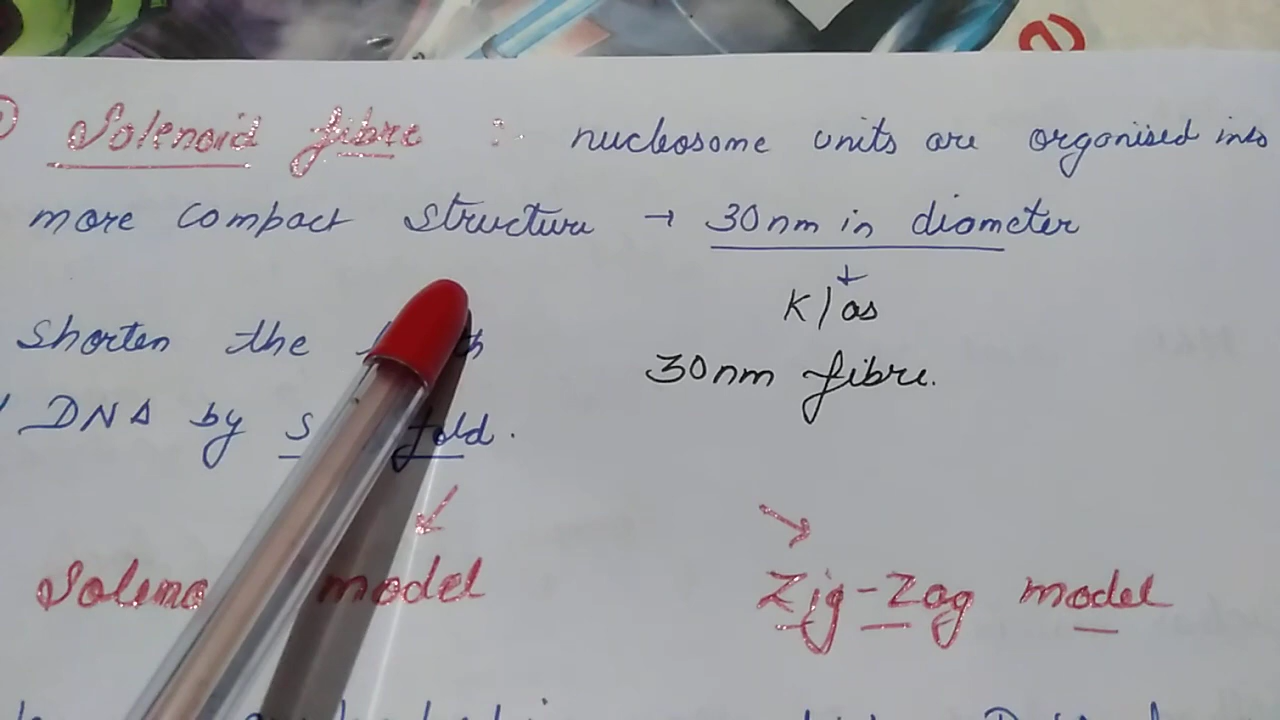 Solenoid fibre :- nucleosome units are organised into
more compact structure → 30nm in diameter
↓
K/as
30nm fibre.
Shorten the
DNA by fold.
model
Zig-Zag model